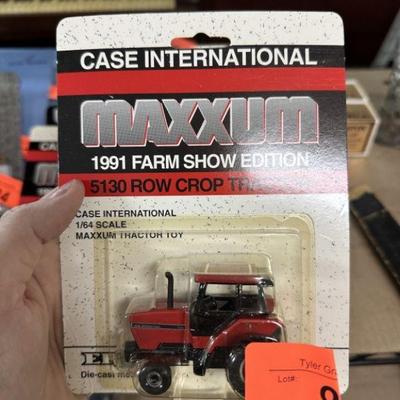 CASE INTERNATIONAL
MAXXUM
1991 FARM SHOW EDITION
5130 ROW CROP
CASE INTERNATIONAL
1/64 SCALE
MAXXUM TRACTOR TOY
Tyler
Lot#:
Die-cast